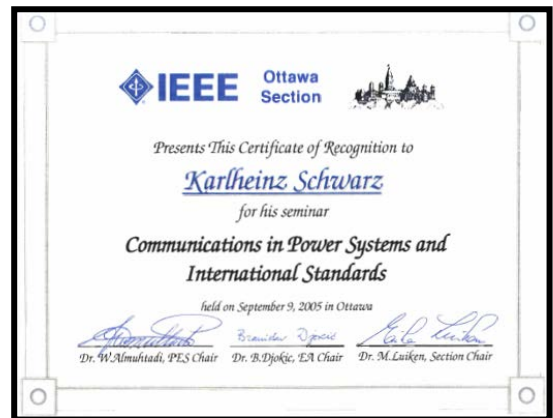 IEEE Ottawa Section
Presents This Certificate of Recognition to
Karlheinz Schwarz
for his seminar
Communications in Power Systems and
International Standards
held on September 9, 2005 in Ottawa
Branislav Djokic
Dr. W.Almuhtadi, PES Chair Dr. B.Djokic, EA Chair Dr. M.Luiken, Section Chair